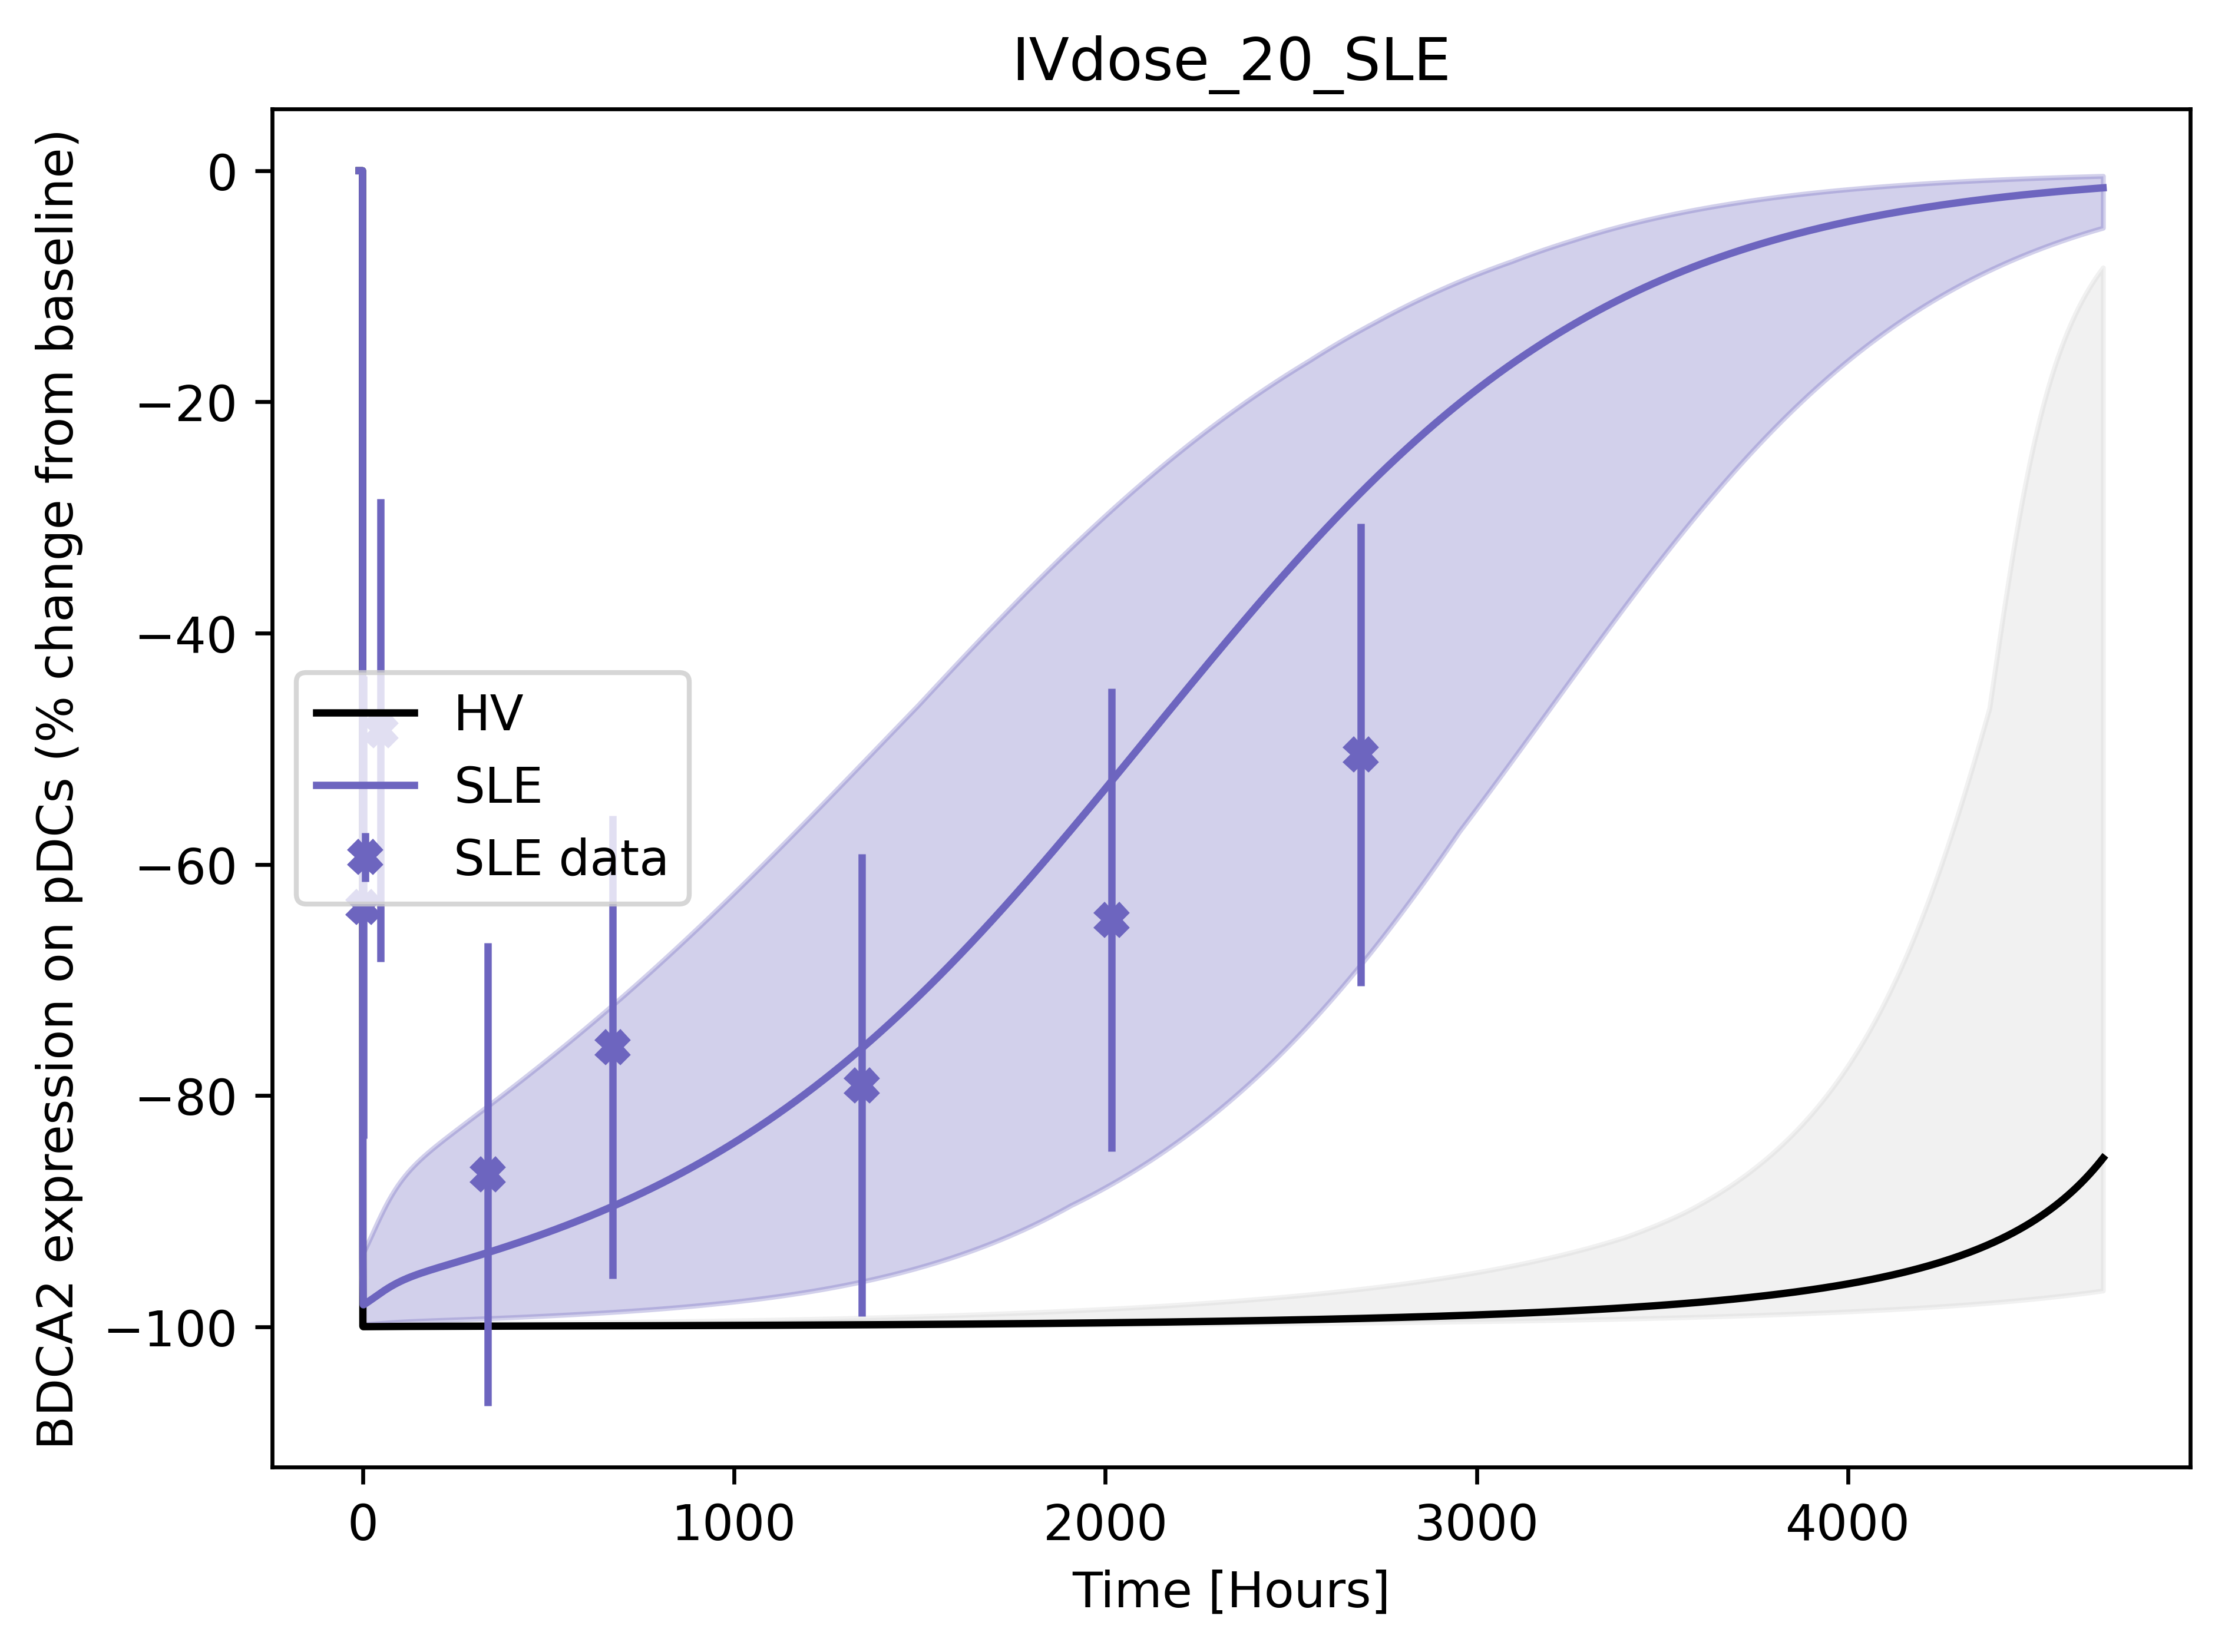 IVdose_20_SLE
BDCA2 expression on pDCs (% change from baseline)
0
−20
−40
−60
−80
−100
HV
SLE
SLE data
0
1000
2000
3000
4000
Time [Hours]